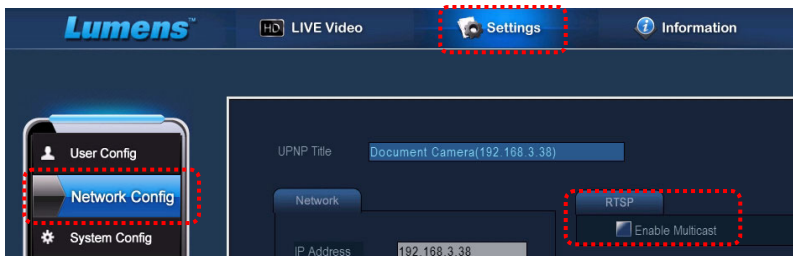 Lumens™
HD LIVE Video
Settings
Information
User Config
Network Config
System Config
UPNP Title
Document Camera(192.168.3.38)
Network
IP Address
192.168.3.38
RTSP
Enable Multicast